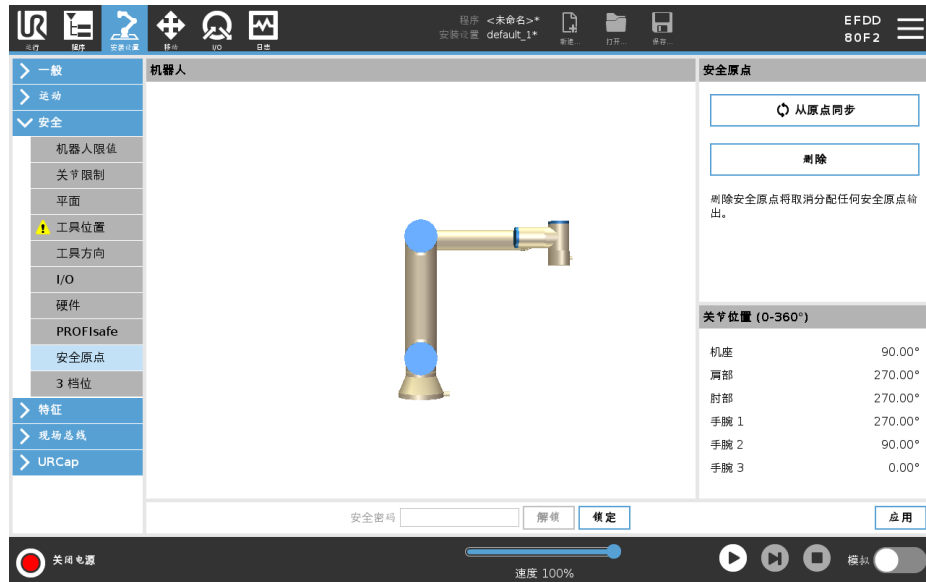 程序 <未命名>*
安装设置 default_1*
运行 程序 安装设置 移动 I/O 日志
新建... 打开... 保存...
EFDD
80F2
一般
运动
安全
机器人限值
关节限制
平面
工具位置
工具方向
I/O
硬件
PROFIsafe
安全原点
3 档位
特征
现场总线
URCap
机器人
安全原点
从原点同步
删除
删除安全原点将取消分配任何安全原点输
出。
关节位置 (0-360°)
机座 90.00°
肩部 270.00°
肘部 270.00°
手腕 1 270.00°
手腕 2 90.00°
手腕 3 0.00°
安全密码 解锁 锁定 应用
关闭电源
速度 100%
模拟